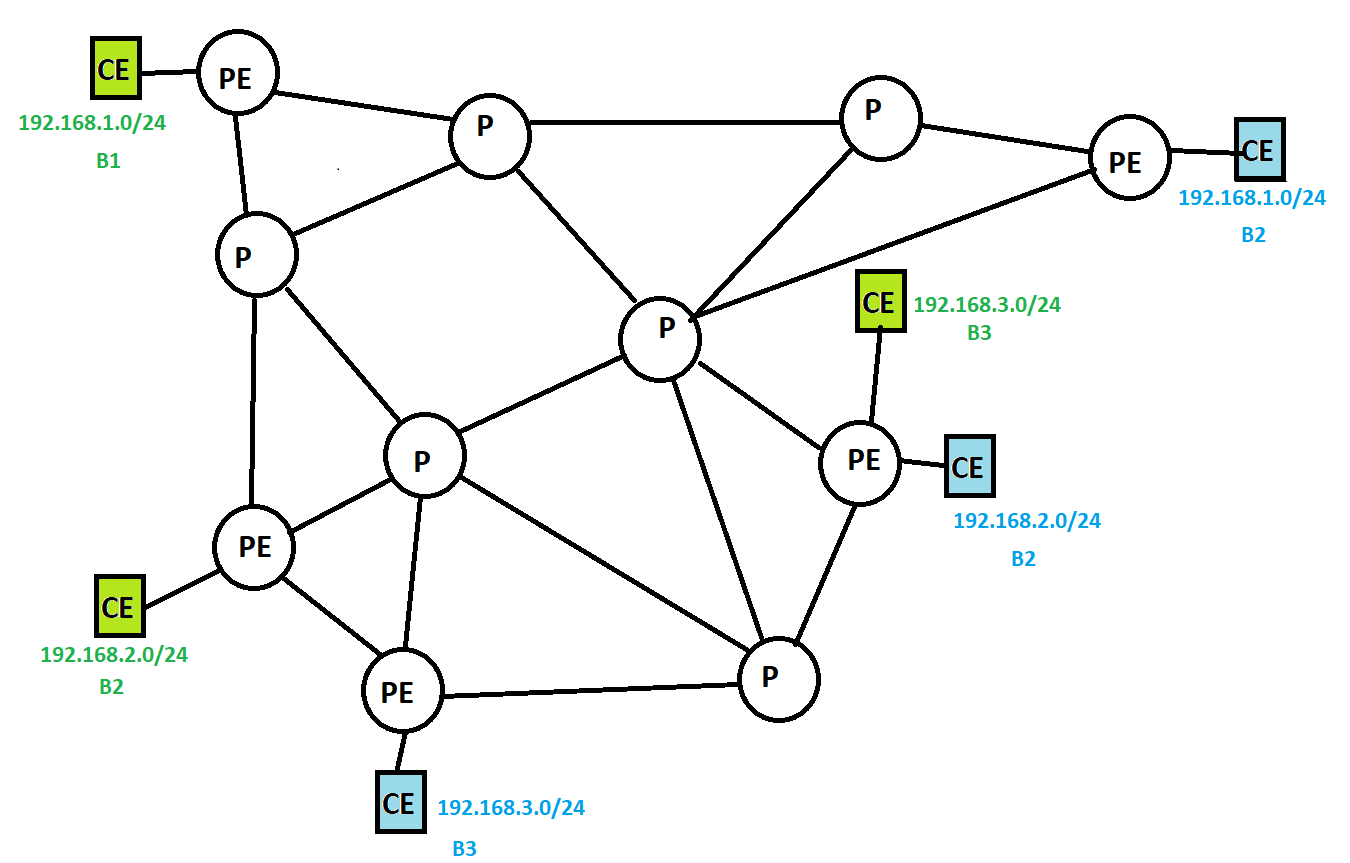 CE
PE
192.168.1.0/24
B1
P
P
PE
CE
192.168.1.0/24
B2
P
P
CE
192.168.3.0/24
B3
P
PE
CE
192.168.2.0/24
B2
PE
CE
192.168.2.0/24
B2
PE
P
CE
192.168.3.0/24
B3